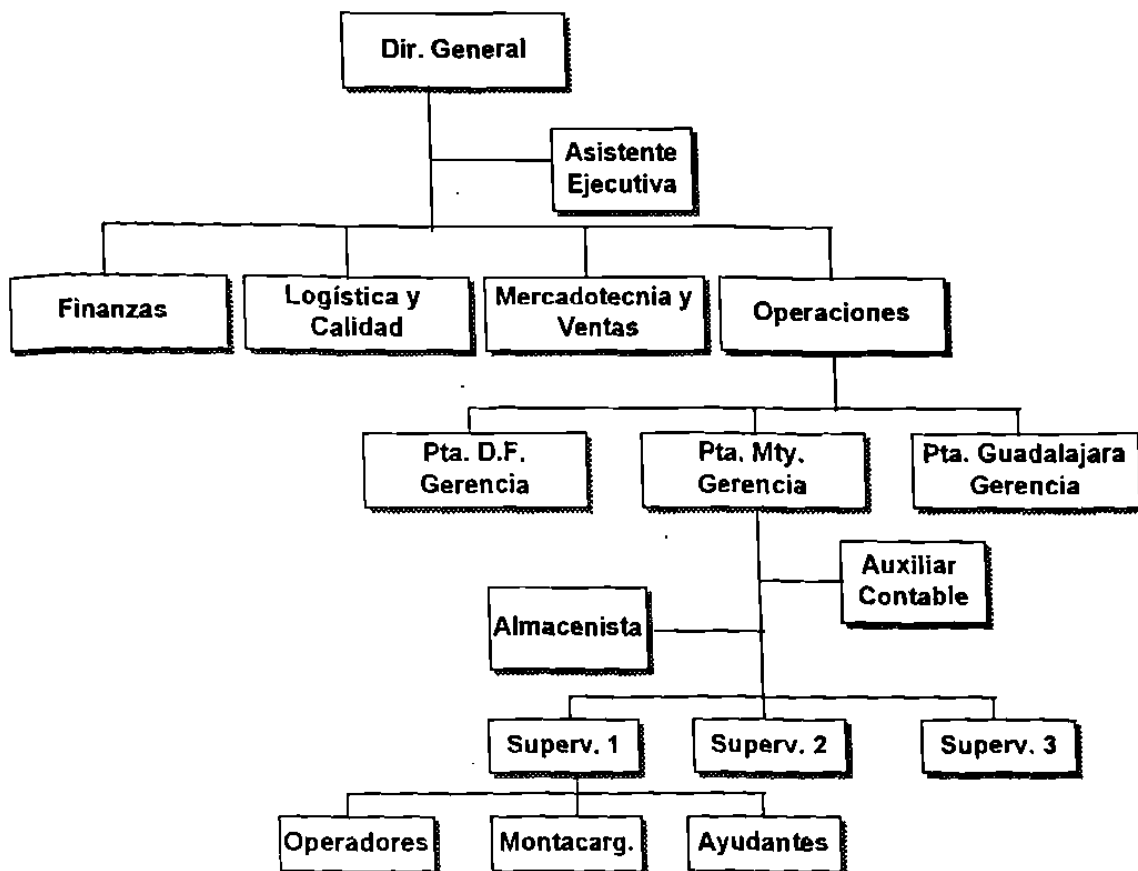 Dir. General
Asistente
Ejecutiva
Finanzas
Logística y
Calidad
Mercadotecnia y
Ventas
Operaciones
Pta. D.F.
Gerencia
Pta. Mty.
Gerencia
Pta. Guadalajara
Gerencia
Auxiliar
Contable
Almacenista
Superv. 1
Superv. 2
Superv. 3
Operadores
Montacarg.
Ayudantes